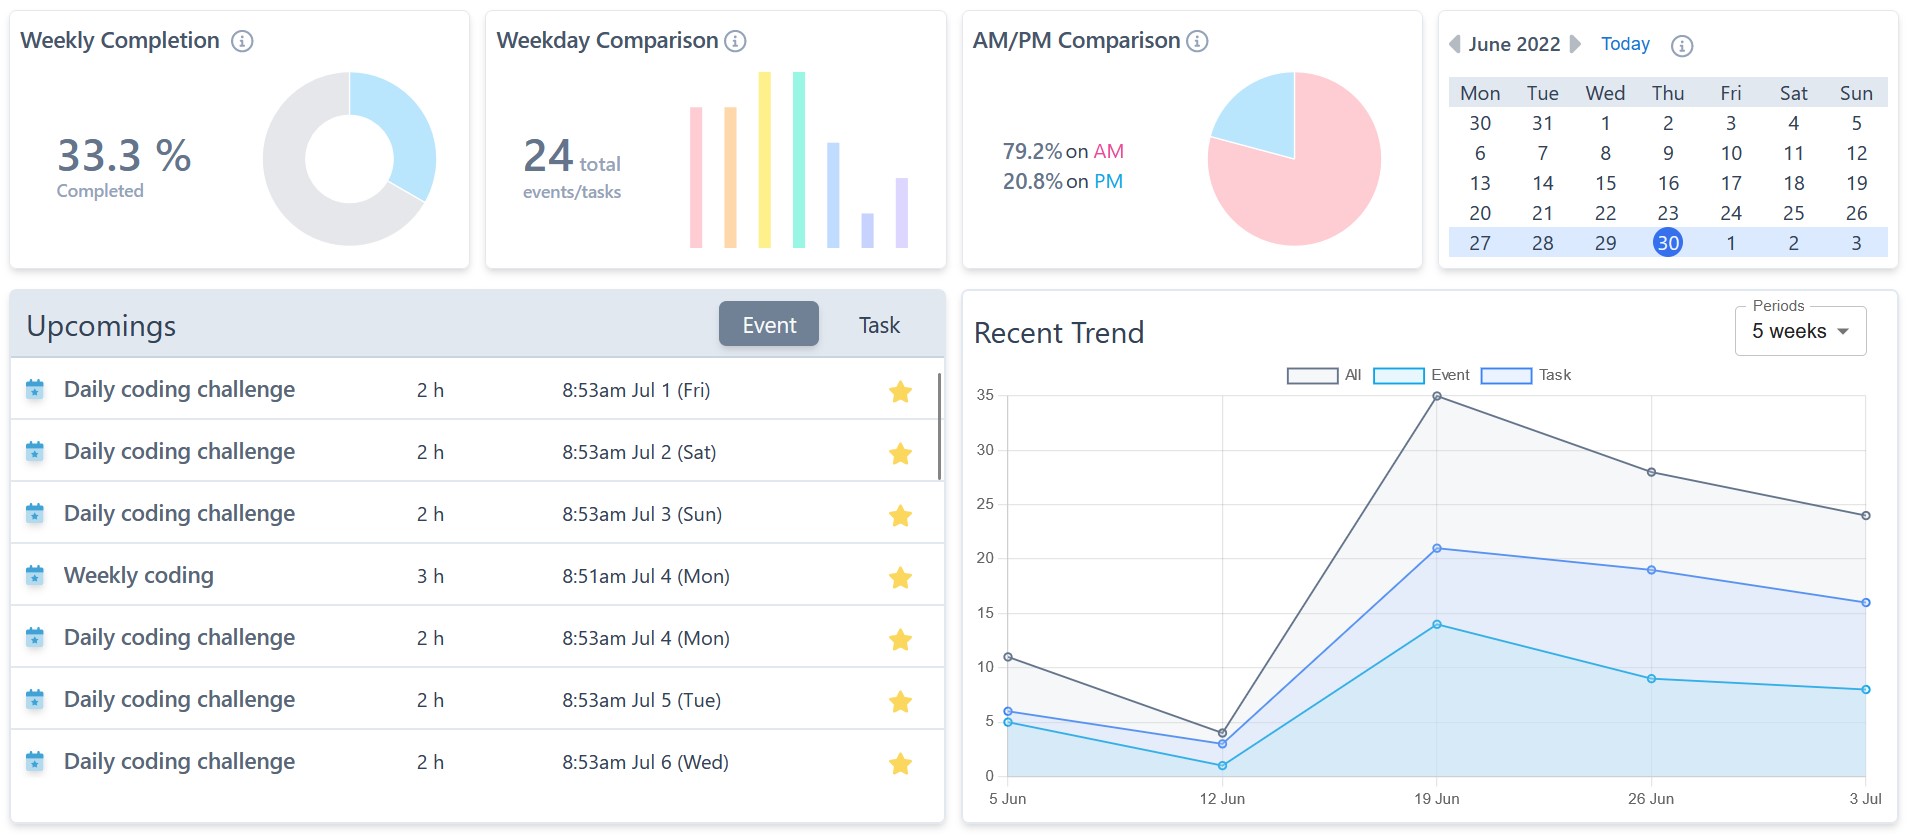 Weekly Completion
33.3 %
Completed
Weekday Comparison
24 total
events/tasks
AM/PM Comparison
79.2% on AM
20.8% on PM
June 2022 Today
Mon Tue Wed Thu Fri Sat Sun
30 31 1 2 3 4 5
6 7 8 9 10 11 12
13 14 15 16 17 18 19
20 21 22 23 24 25 26
27 28 29 30 1 2 3
Upcomings Event Task
Daily coding challenge 2 h 8:53am Jul 1 (Fri)
Daily coding challenge 2 h 8:53am Jul 2 (Sat)
Daily coding challenge 2 h 8:53am Jul 3 (Sun)
Weekly coding 3 h 8:51am Jul 4 (Mon)
Daily coding challenge 2 h 8:53am Jul 4 (Mon)
Daily coding challenge 2 h 8:53am Jul 5 (Tue)
Daily coding challenge 2 h 8:53am Jul 6 (Wed)
Recent Trend
Periods
5 weeks
All Event Task
35
30
25
20
15
10
5
0
5 Jun 12 Jun 19 Jun 26 Jun 3 Jul